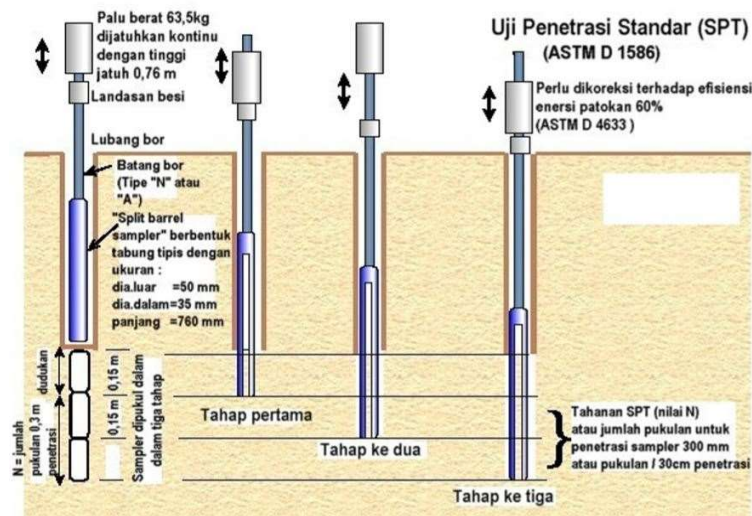 Uji Penetrasi Standar (SPT)
(ASTM D 1586)
Palu berat 63,5kg
dijatuhkan kontinu
dengan tinggi
jatuh 0,76 m
Landasan besi
Perlu dikoreksi terhadap efisiensi
enersi patokan 60%
(ASTM D 4633 )
Lubang bor
Batang bor
(Tipe "N" atau
"A")
"Split barrel
sampler" berbentuk
tabung tipis dengan
ukuran :
dia.luar =50 mm
dia.dalam=35 mm
panjang =760 mm
dudukan
0,15 m
0,15 m
N = jumlah
pukulan 0,3 m
penetrasi
Sampler dipukul dalam
dalam tiga tahap
Tahap pertama
Tahap ke dua
Tahap ke tiga
Tahanan SPT (nilai N)
atau jumlah pukulan untuk
penetrasi sampler 300 mm
atau pukulan / 30cm penetrasi